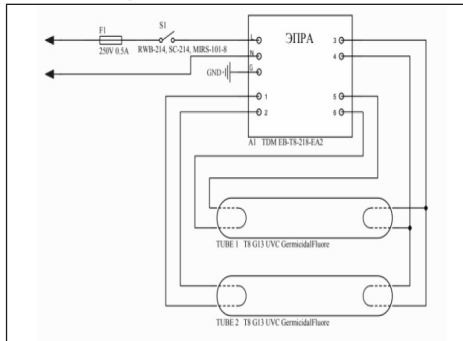 F1
250V 0.5A
S1
RWB-214, SC-214, MIRS-101-8
ЭПРА
L
N
G
GND
1
2
3
4
5
6
A1 TDM EB-T8-218-EA2
TUBE 1 T8 G13 UVC GermicidalFluore
TUBE 2 T8 G13 UVC GermicidalFluore